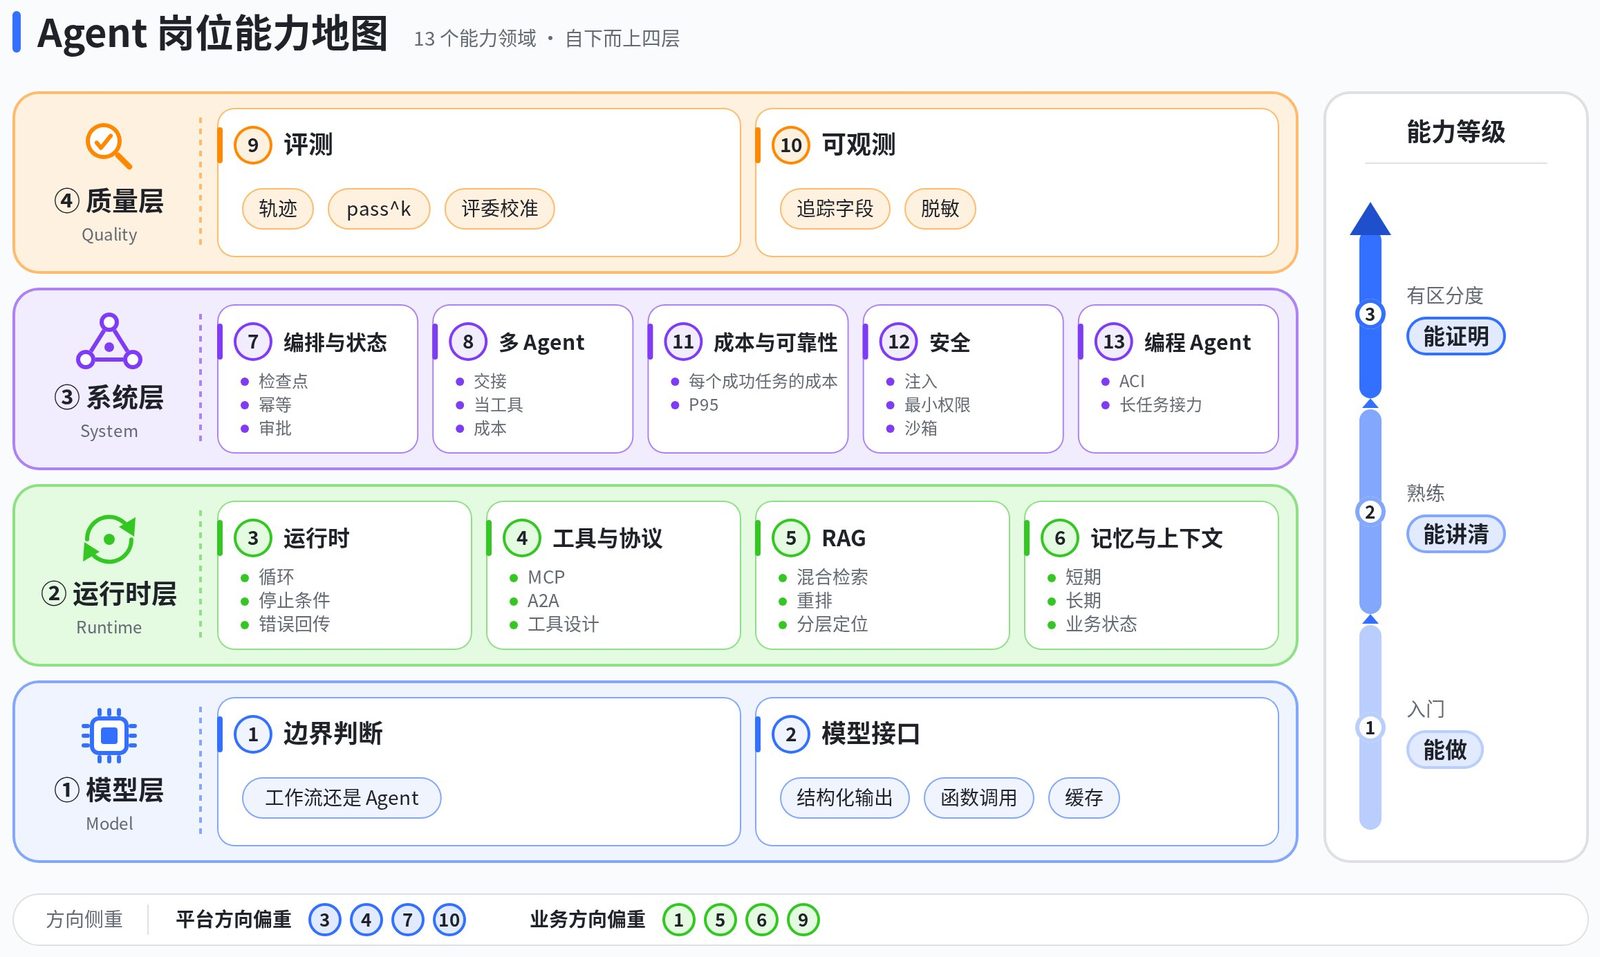 Agent 岗位能力地图
13 个能力领域 · 自下而上四层
④ 质量层
Quality
9 评测
轨迹
pass^k
评委校准
10 可观测
追踪字段
脱敏
③ 系统层
System
7 编排与状态
检查点
幂等
审批
8 多 Agent
交接
当工具
成本
11 成本与可靠性
每个成功任务的成本
P95
12 安全
注入
最小权限
沙箱
13 编程 Agent
ACI
长任务接力
② 运行时层
Runtime
3 运行时
循环
停止条件
错误回传
4 工具与协议
MCP
A2A
工具设计
5 RAG
混合检索
重排
分层定位
6 记忆与上下文
短期
长期
业务状态
① 模型层
Model
1 边界判断
工作流还是 Agent
2 模型接口
结构化输出
函数调用
缓存
能力等级
3
有区分度
能证明
2
熟练
能讲清
1
入门
能做
方向侧重
平台方向偏重 3 4 7 10
业务方向偏重 1 5 6 9